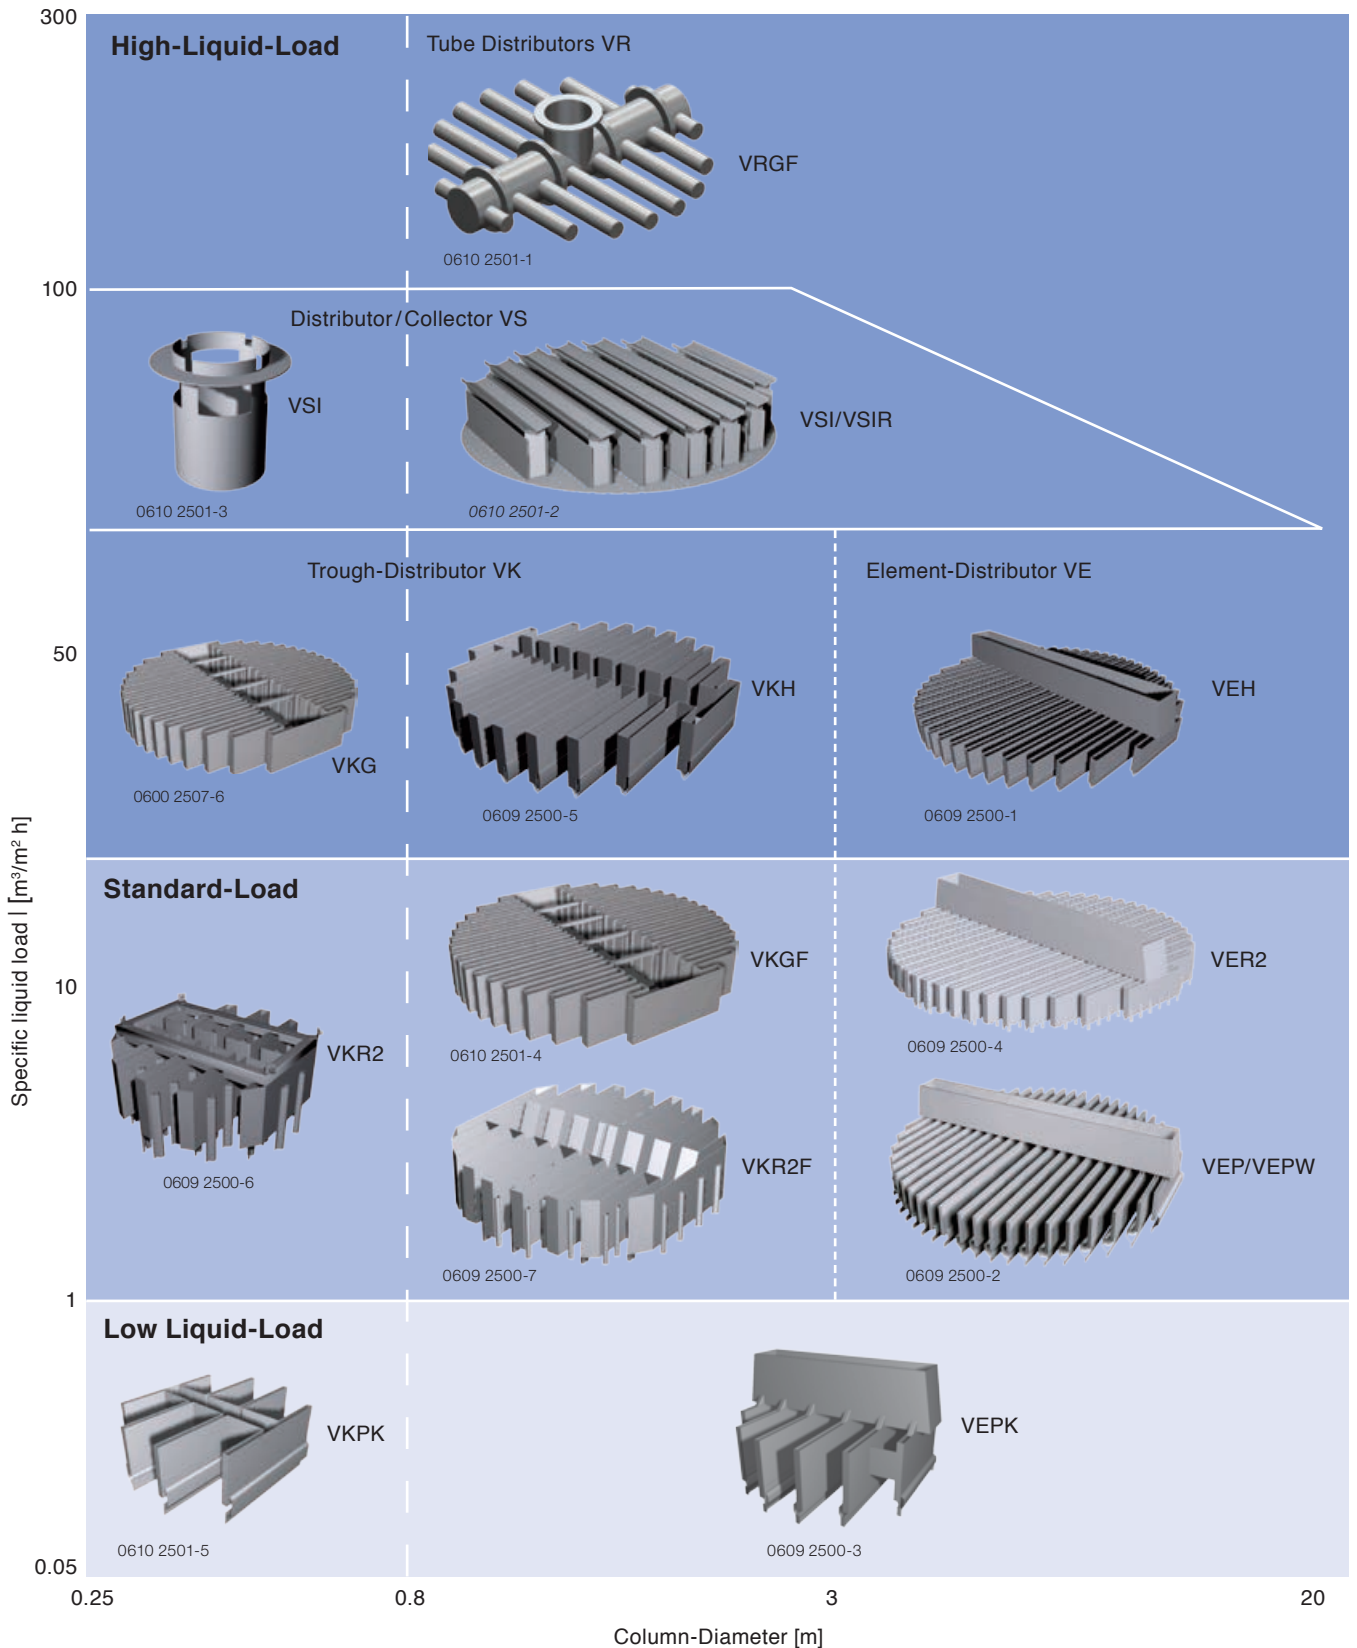 300
High-Liquid-Load
Tube Distributors VR
VRGF
0610 2501-1
100
Distributor/Collector VS
VSI
VSI/VSIR
0610 2501-3
0610 2501-2
Trough-Distributor VK
Element-Distributor VE
50
VKG
VKH
VEH
0600 2507-6
0609 2500-5
0609 2500-1
Standard-Load
VKGF
VER2
10
0610 2501-4
0609 2500-4
VKR2
VKR2F
VEP/VEPW
0609 2500-6
0609 2500-7
0609 2500-2
1
Low Liquid-Load
VKPK
VEPK
0610 2501-5
0609 2500-3
0.05
0.25
0.8
3
20
Column-Diameter [m]
Specific liquid load l [m³/m² h]